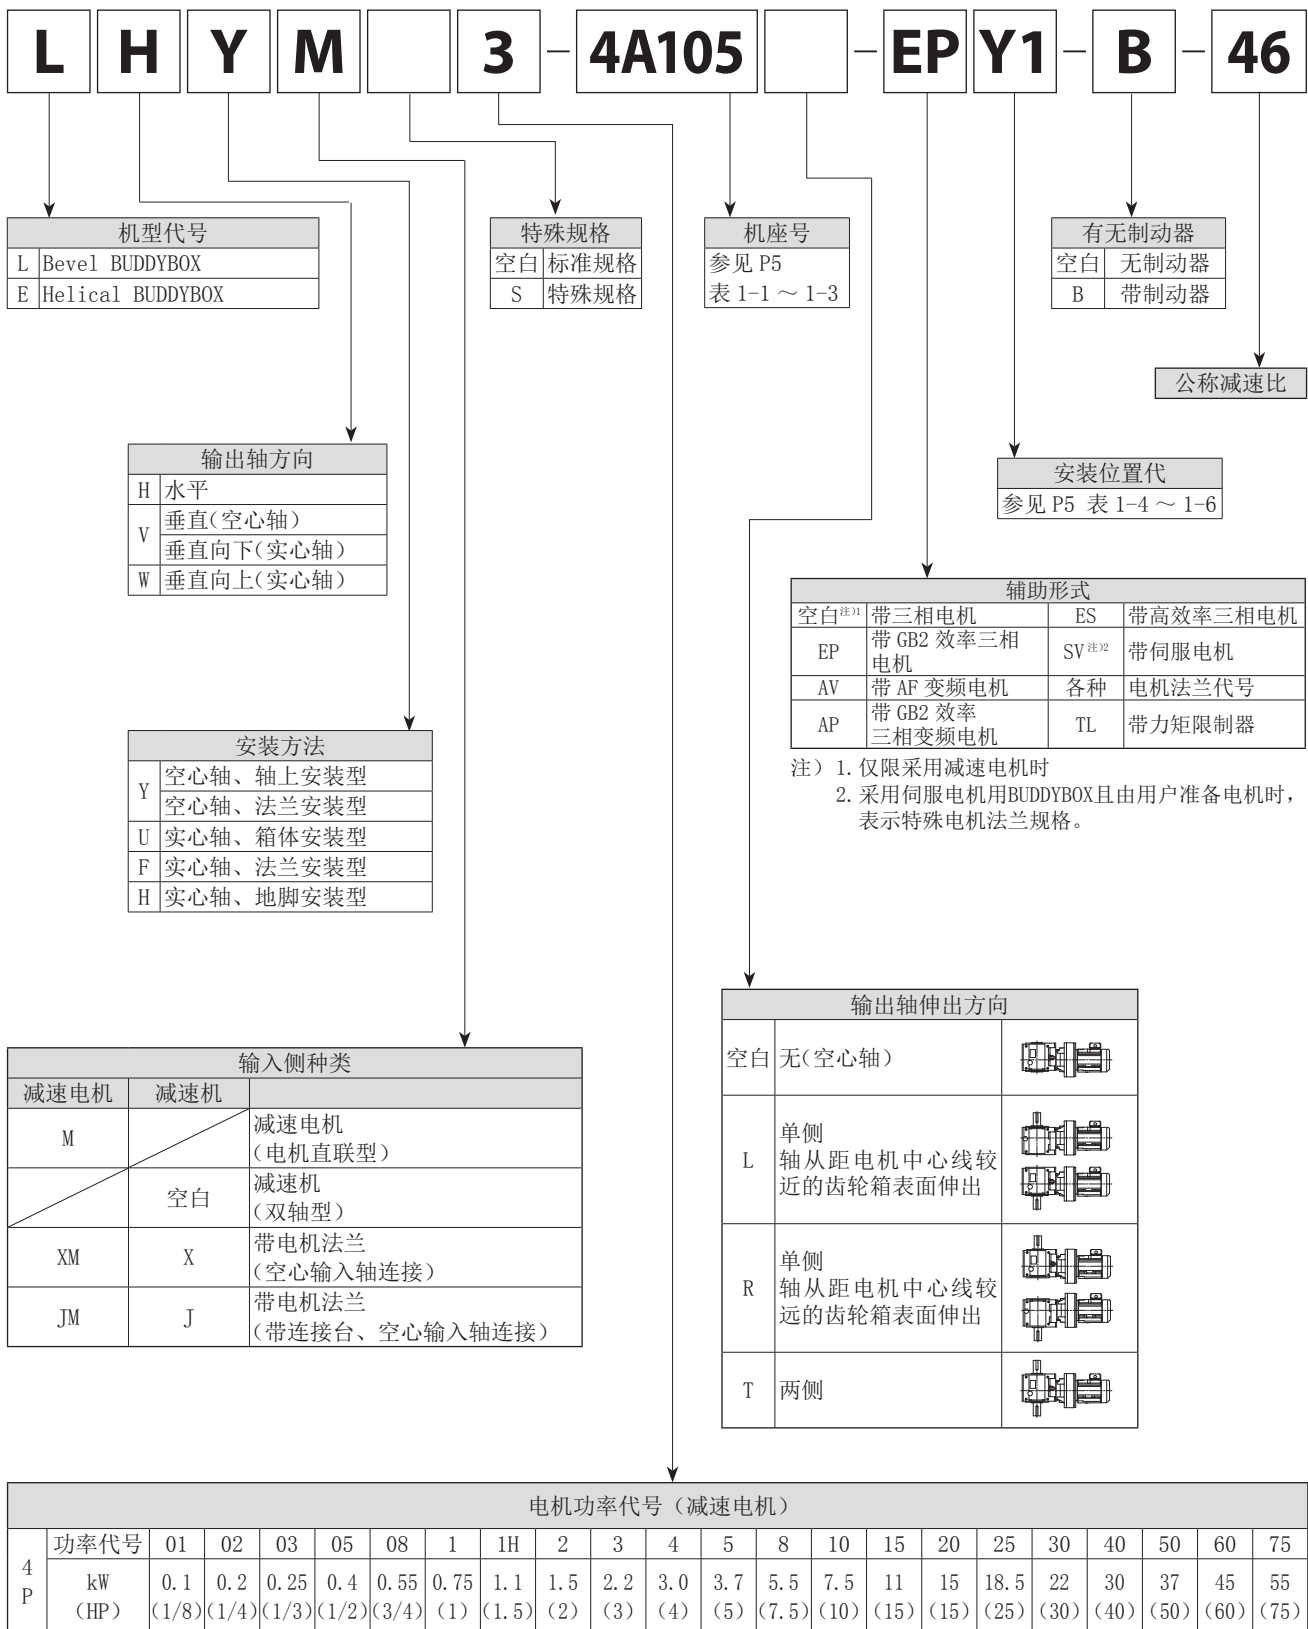 L H Y M 3 - 4A105 - EP Y1 - B - 46
机型代号
L Bevel BUDDYBOX
E Helical BUDDYBOX
特殊规格
空白 标准规格
S 特殊规格
机座号
参见 P5
表 1-1 ～ 1-3
有无制动器
空白 无制动器
B 带制动器
公称减速比
输出轴方向
H 水平
V 垂直(空心轴)
垂直向下(实心轴)
W 垂直向上(实心轴)
安装位置代
参见 P5 表 1-4 ～ 1-6
辅助形式
空白注)1 带三相电机 ES 带高效率三相电机
EP 带 GB2 效率三相
电机
SV注)2 带伺服电机
AV 带 AF 变频电机 各种 电机法兰代号
AP 带 GB2 效率
三相变频电机
TL 带力矩限制器
注) 1. 仅限采用减速电机时
2. 采用伺服电机用BUDDYBOX且由用户准备电机时,
表示特殊电机法兰规格。
安装方法
Y 空心轴、轴上安装型
空心轴、法兰安装型
U 实心轴、箱体安装型
F 实心轴、法兰安装型
H 实心轴、地脚安装型
输出轴伸出方向
空白 无(空心轴)
L 单侧
轴从距电机中心线较
近的齿轮箱表面伸出
R 单侧
轴从距电机中心线较
远的齿轮箱表面伸出
T 两侧
输入侧种类
减速电机 减速机
M 减速电机
(电机直联型)
空白 减速机
(双轴型)
XM X 带电机法兰
(空心输入轴连接)
JM J 带电机法兰
(带连接台、空心输入轴连接)
电机功率代号（减速电机）
4P 功率代号 01 02 03 05 08 1 1H 2 3 4 5 8 10 15 20 25 30 40 50 60 75
kW 0.1 0.2 0.25 0.4 0.55 0.75 1.1 1.5 2.2 3.0 3.7 5.5 7.5 11 15 18.5 22 30 37 45 55
(HP) (1/8) (1/4) (1/3) (1/2) (3/4) (1) (1.5) (2) (3) (4) (5) (7.5) (10) (15) (15) (25) (30) (40) (50) (60) (75)